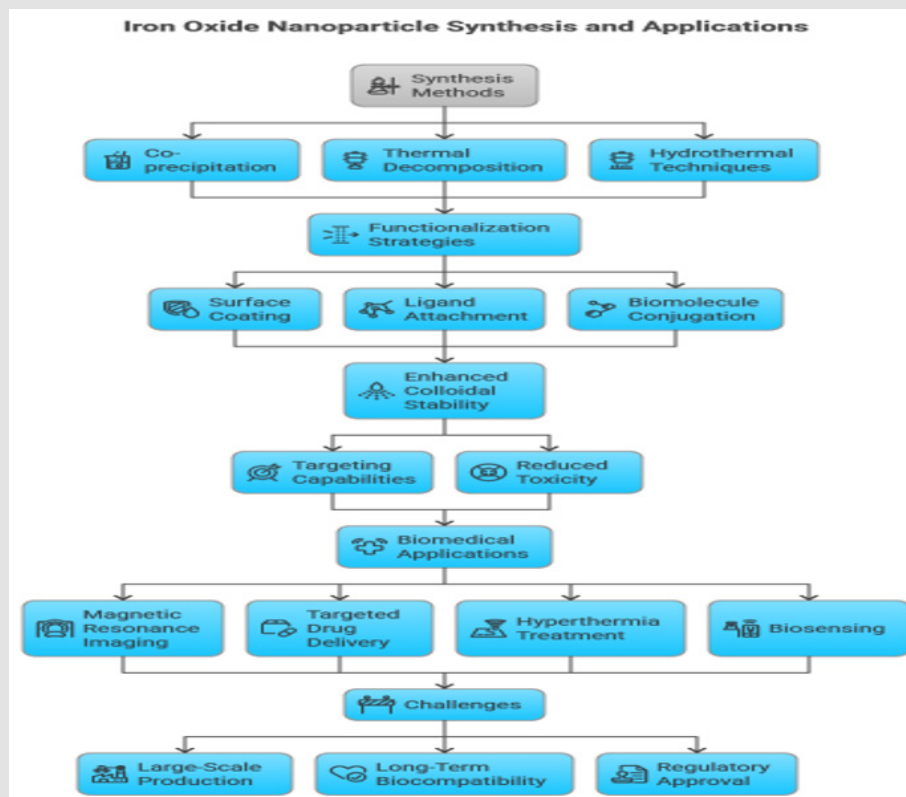 Iron Oxide Nanoparticle Synthesis and Applications
Synthesis
Methods
Co-
precipitation
Thermal
Decomposition
Hydrothermal
Techniques
Functionalization
Strategies
Surface
Coating
Ligand
Attachment
Biomolecule
Conjugation
Enhanced
Colloidal
Stability
Targeting
Capabilities
Reduced
Toxicity
Biomedical
Applications
Magnetic
Resonance
Imaging
Targeted
Drug
Delivery
Hyperthermia
Treatment
Biosensing
Challenges
Large-Scale
Production
Long-Term
Biocompatibility
Regulatory
Approval